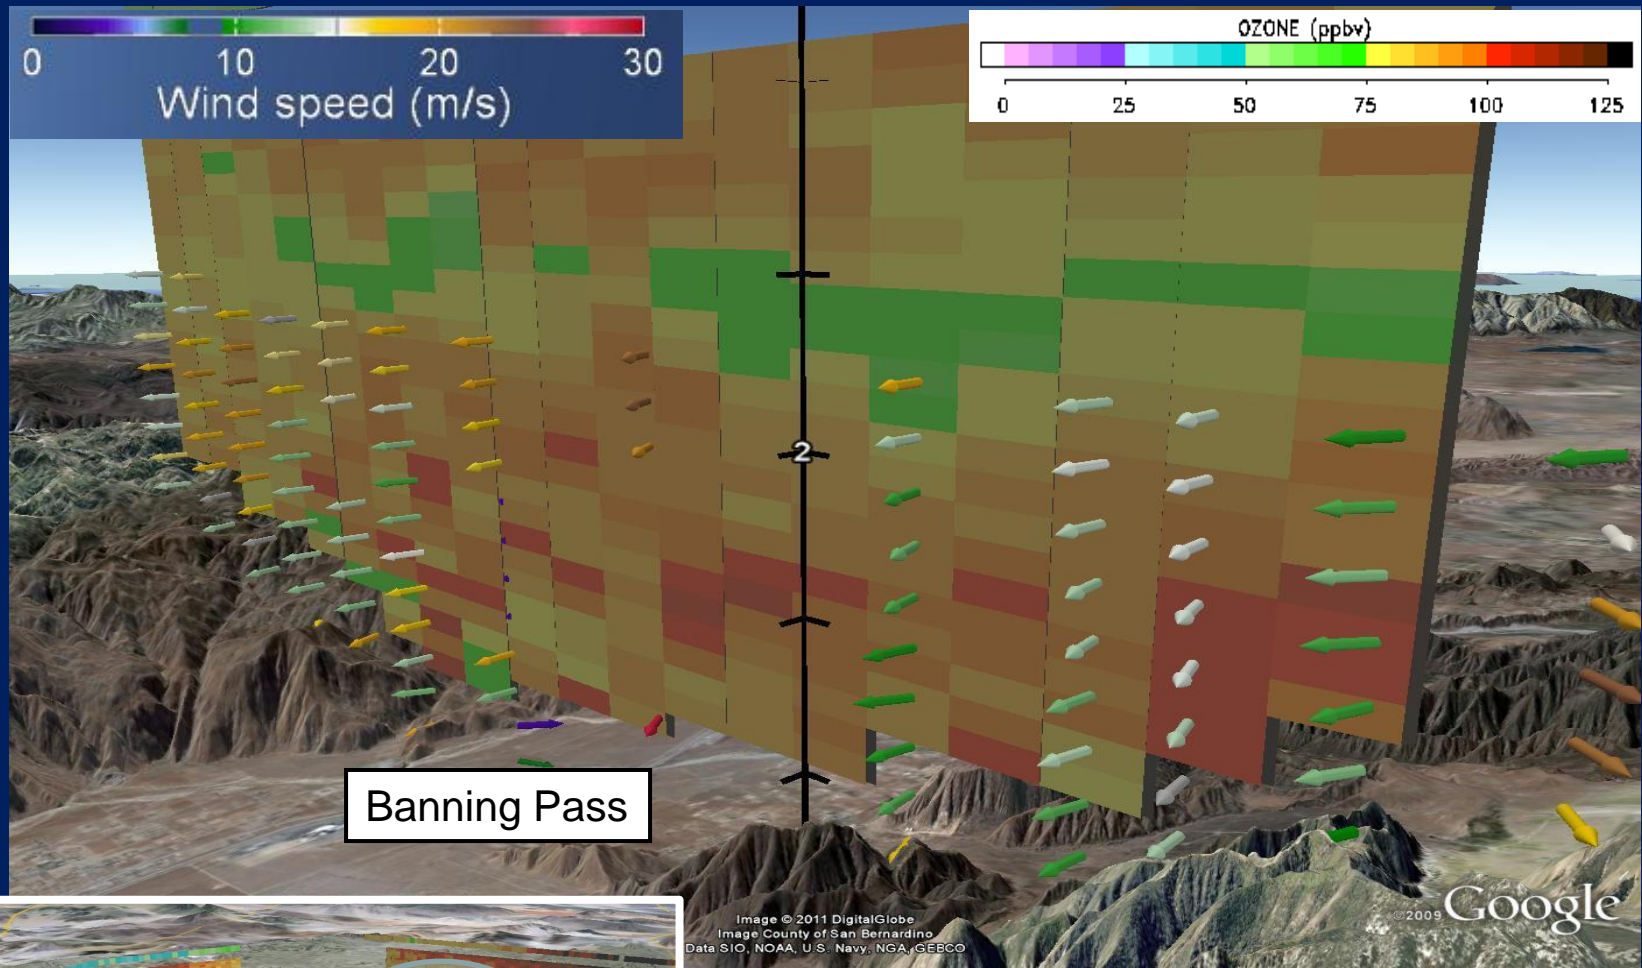 0 10 20 30
Wind speed (m/s)
OZONE (ppbv)
0 25 50 75 100 125
2
Banning Pass
Image © 2011 DigitalGlobe
Image County of San Bernardino
Data SIO, NOAA, U.S. Navy, NGA, GEBCO
©2009 Google